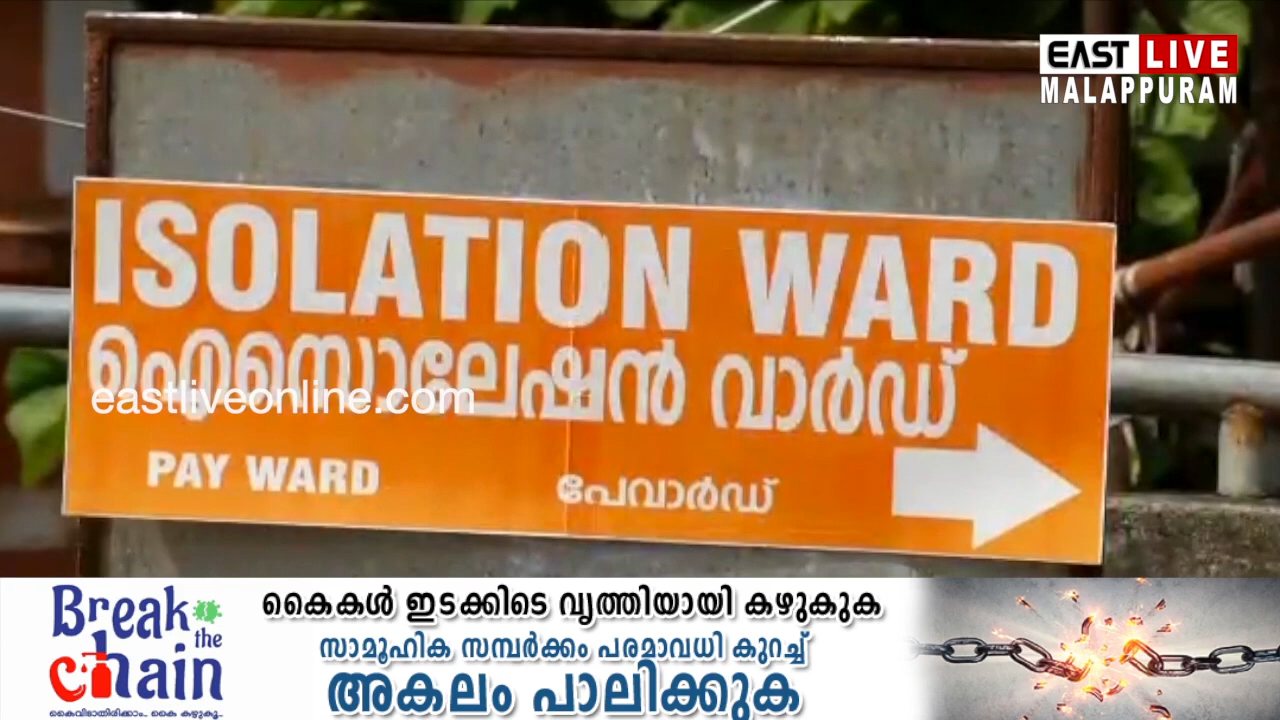 EAST LIVE
MALAPPURAM
ISOLATION WARD
ഐസൊലേഷൻ വാർഡ്
eastliveonline.com
PAY WARD
പേവാർഡ്
Break
the
chain
കൈവിടാതിരിക്കാം.. കൈ കഴുകൂ..
കൈകൾ ഇടക്കിടെ വൃത്തിയായി കഴുകുക
സാമൂഹിക സമ്പർക്കം പരമാവധി കുറച്ച്
അകലം പാലിക്കുക